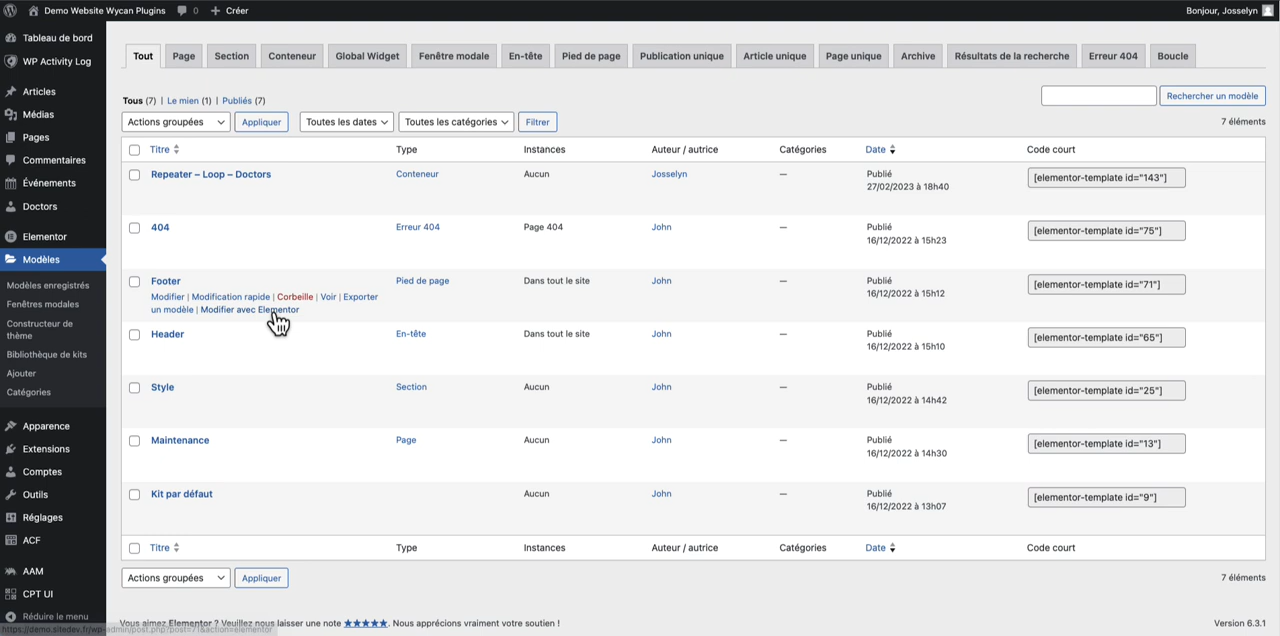 Demo Website Wycan Plugins 0 Créer Bonjour, Josselyn
Tableau de bord
WP Activity Log
Articles
Médias
Pages
Commentaires
Événements
Doctors
Elementor
Modèles
Modèles enregistrés
Fenêtres modales
Constructeur de
thème
Bibliothèque de kits
Ajouter
Catégories
Apparence
Extensions
Comptes
Outils
Réglages
ACF
AAM
CPT UI
Réduire le menu
Tout Page Section Conteneur Global Widget Fenêtre modale En-tête Pied de page Publication unique Article unique Page unique Archive Résultats de la recherche Erreur 404 Boucle
Tous (7) | Le mien (1) | Publiés (7)
Rechercher un modèle
Actions groupées Appliquer Toutes les dates Toutes les catégories Filtrer 7 éléments
Titre Type Instances Auteur / autrice Catégories Date Code court
Repeater – Loop – Doctors Conteneur Aucun Josselyn — Publié [elementor-template id="143"]
27/02/2023 à 18h40
404 Erreur 404 Page 404 John — Publié [elementor-template id="75"]
16/12/2022 à 15h23
Footer Pied de page Dans tout le site John — Publié [elementor-template id="71"]
16/12/2022 à 15h12
Modifier | Modification rapide | Corbeille | Voir | Exporter
un modèle | Modifier avec Elementor
Header En-tête Dans tout le site John — Publié [elementor-template id="65"]
16/12/2022 à 15h10
Style Section Aucun John — Publié [elementor-template id="25"]
16/12/2022 à 14h42
Maintenance Page Aucun John — Publié [elementor-template id="13"]
16/12/2022 à 14h30
Kit par défaut Aucun John — Publié [elementor-template id="9"]
16/12/2022 à 13h07
Titre Type Instances Auteur / autrice Catégories Date Code court
Actions groupées Appliquer 7 éléments
Vous aimez Elementor ? Veuillez nous laisser une note ★★★★★. Nous apprécions vraiment votre soutien ! Version 6.3.1
https://demo.sitedev.fr/wp-admin/post.php?post=71&action=elementor